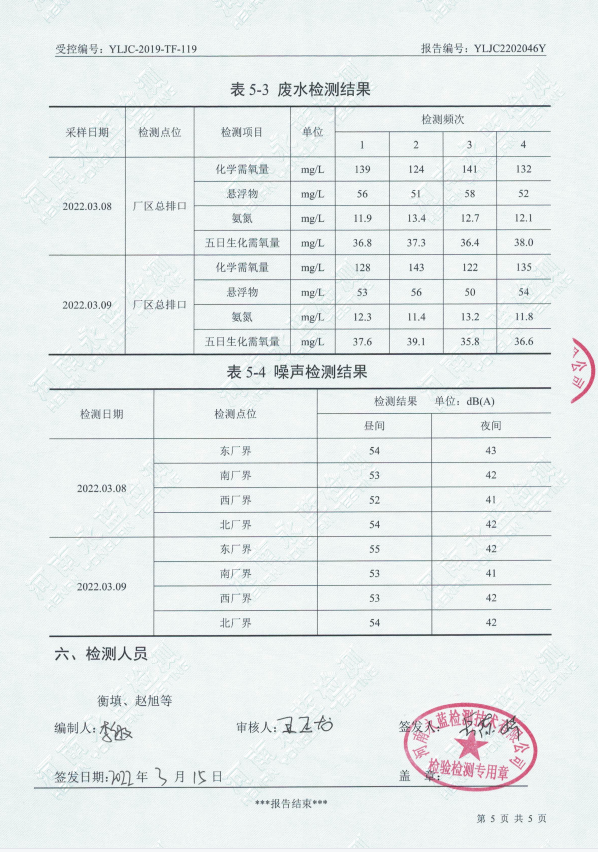 受控编号：YLJC-2019-TF-119 报告编号：YLJC2202046Y
表 5-3 废水检测结果
采样日期 检测点位 检测项目 单位 检测频次
1 2 3 4
2022.03.08 厂区总排口 化学需氧量 mg/L 139 124 141 132
悬浮物 mg/L 56 51 58 52
氨氮 mg/L 11.9 13.4 12.7 12.1
五日生化需氧量 mg/L 36.8 37.3 36.4 38.0
2022.03.09 厂区总排口 化学需氧量 mg/L 128 143 122 135
悬浮物 mg/L 53 56 50 54
氨氮 mg/L 12.3 11.4 13.2 11.8
五日生化需氧量 mg/L 37.6 39.1 35.8 36.6
表 5-4 噪声检测结果
检测日期 检测点位 检测结果 单位：dB(A)
昼间 夜间
2022.03.08 东厂界 54 43
南厂界 53 42
西厂界 52 41
北厂界 54 42
2022.03.09 东厂界 55 42
南厂界 53 41
西厂界 53 42
北厂界 54 42
六、检测人员
衡填、赵旭等
编制人： 审核人： 签发人：
签发日期：2022 年 3 月 15 日 盖 章：
检验检测专用章
***报告结束***
第 5 页 共 5 页
公司